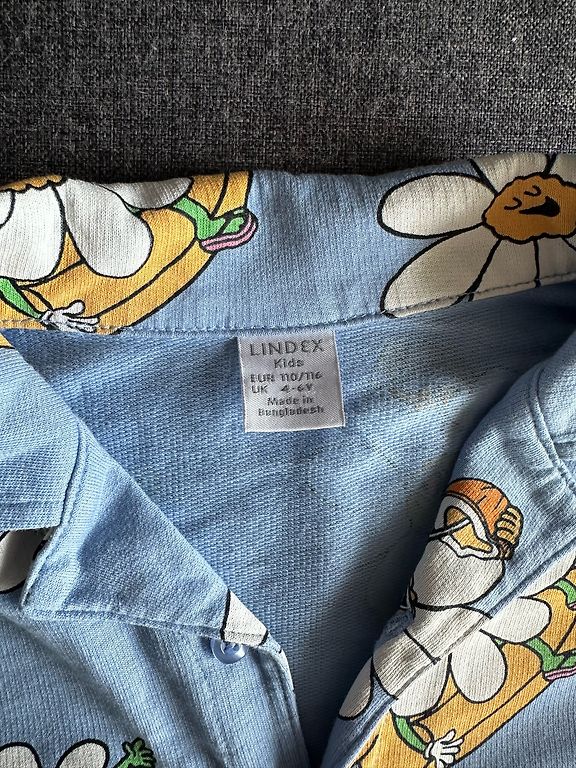 LINDEX
Kids
EUR 110/116
UK 4-6Y
Made in
Bangladesh